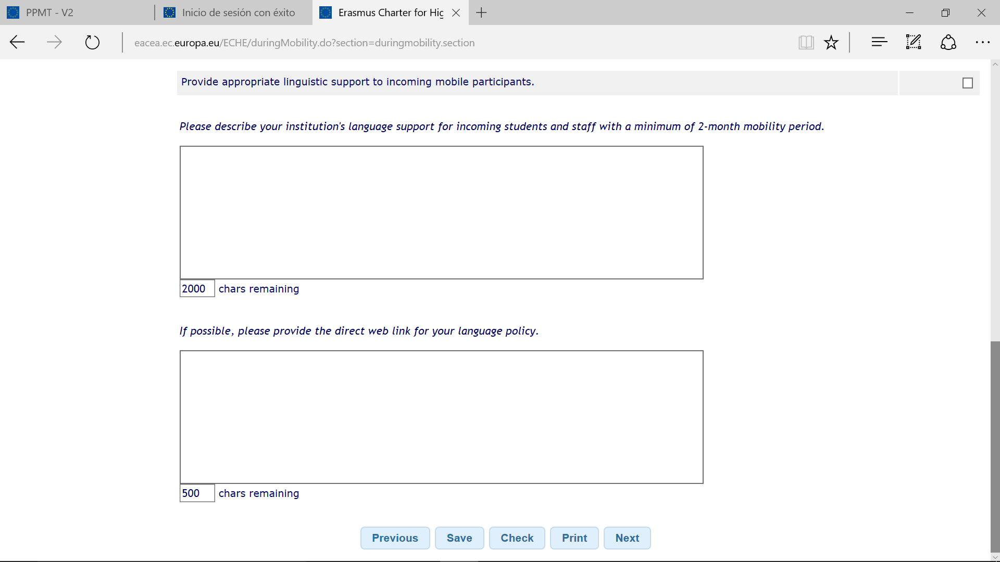 PPMT - V2
Inicio de sesión con éxito
Erasmus Charter for Hig
eacea.ec.europa.eu/ECHE/duringMobility.do?section=duringmobility.section
Provide appropriate linguistic support to incoming mobile participants.
Please describe your institution's language support for incoming students and staff with a minimum of 2-month mobility period.
2000 chars remaining
If possible, please provide the direct web link for your language policy.
500 chars remaining
Previous Save Check Print Next